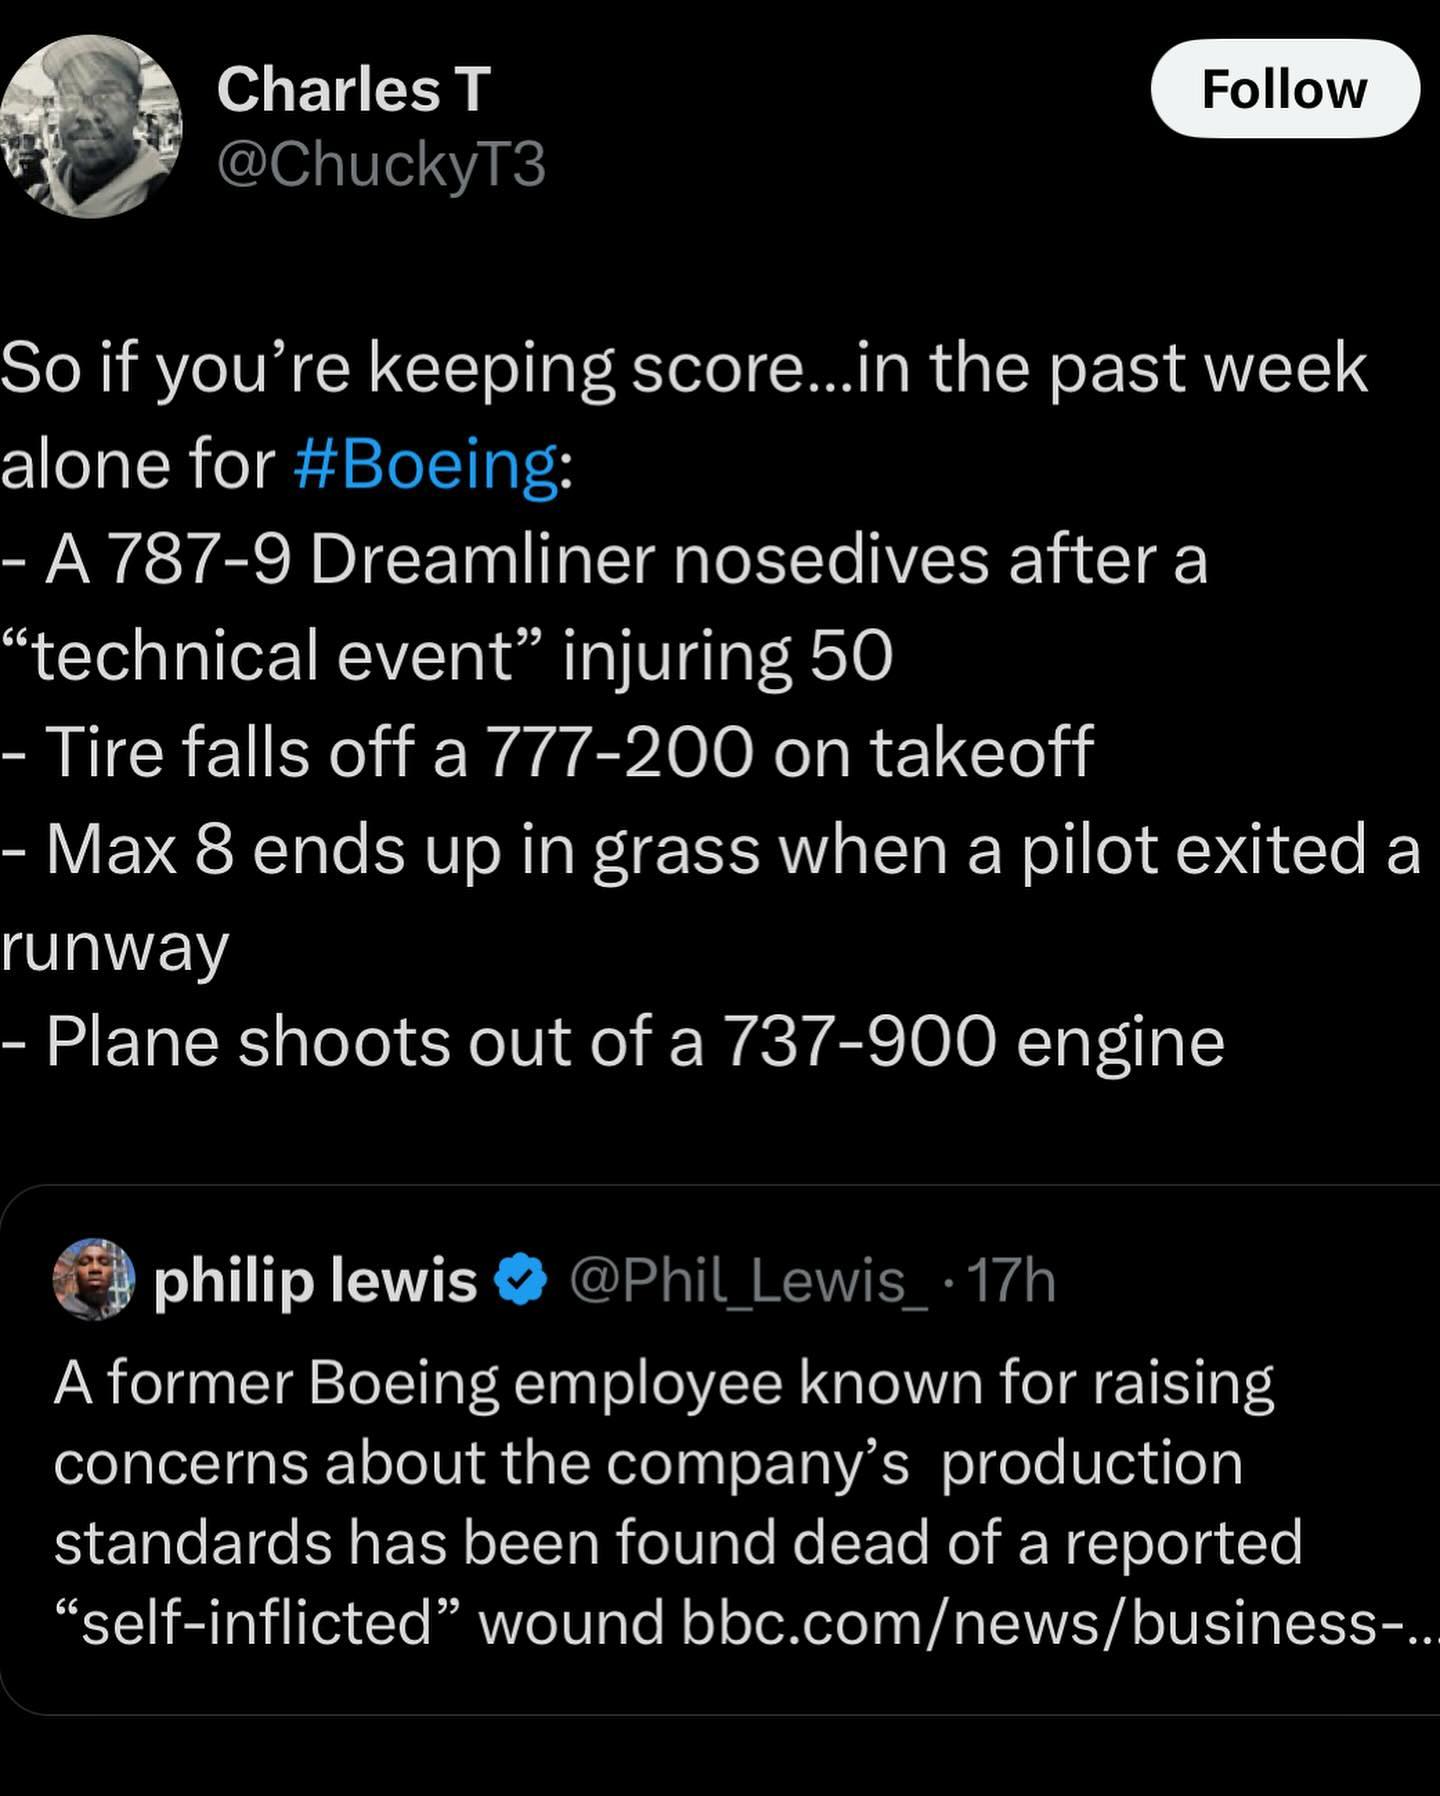 Charles T
Follow
@ChuckyT3
So if you’re keeping score...in the past week
alone for #Boeing:
- A 787-9 Dreamliner nosedives after a
“technical event” injuring 50
- Tire falls off a 777-200 on takeoff
- Max 8 ends up in grass when a pilot exited a
runway
- Plane shoots out of a 737-900 engine
philip lewis @Phil_Lewis_ · 17h
A former Boeing employee known for raising
concerns about the company’s  production
standards has been found dead of a reported
“self-inflicted” wound bbc.com/news/business-...